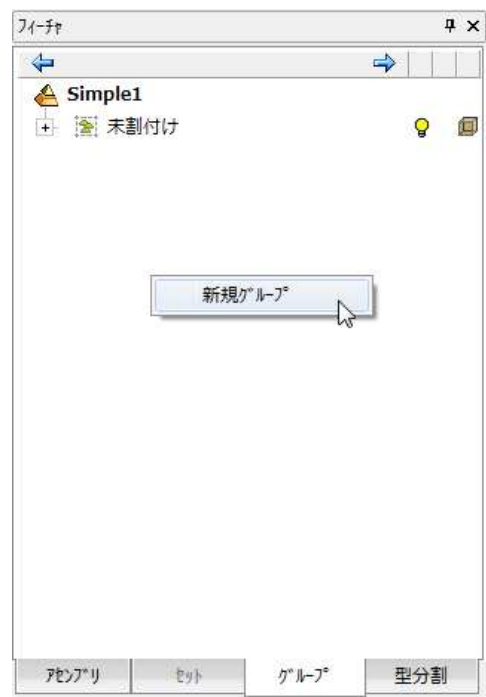 ﾌｨｰﾁｬ
Simple1
未割付け
新規ｸﾞﾙｰﾌﾟ
ｱｾﾝﾌﾞﾘ
ｾｯﾄ
ｸﾞﾙｰﾌﾟ
型分割